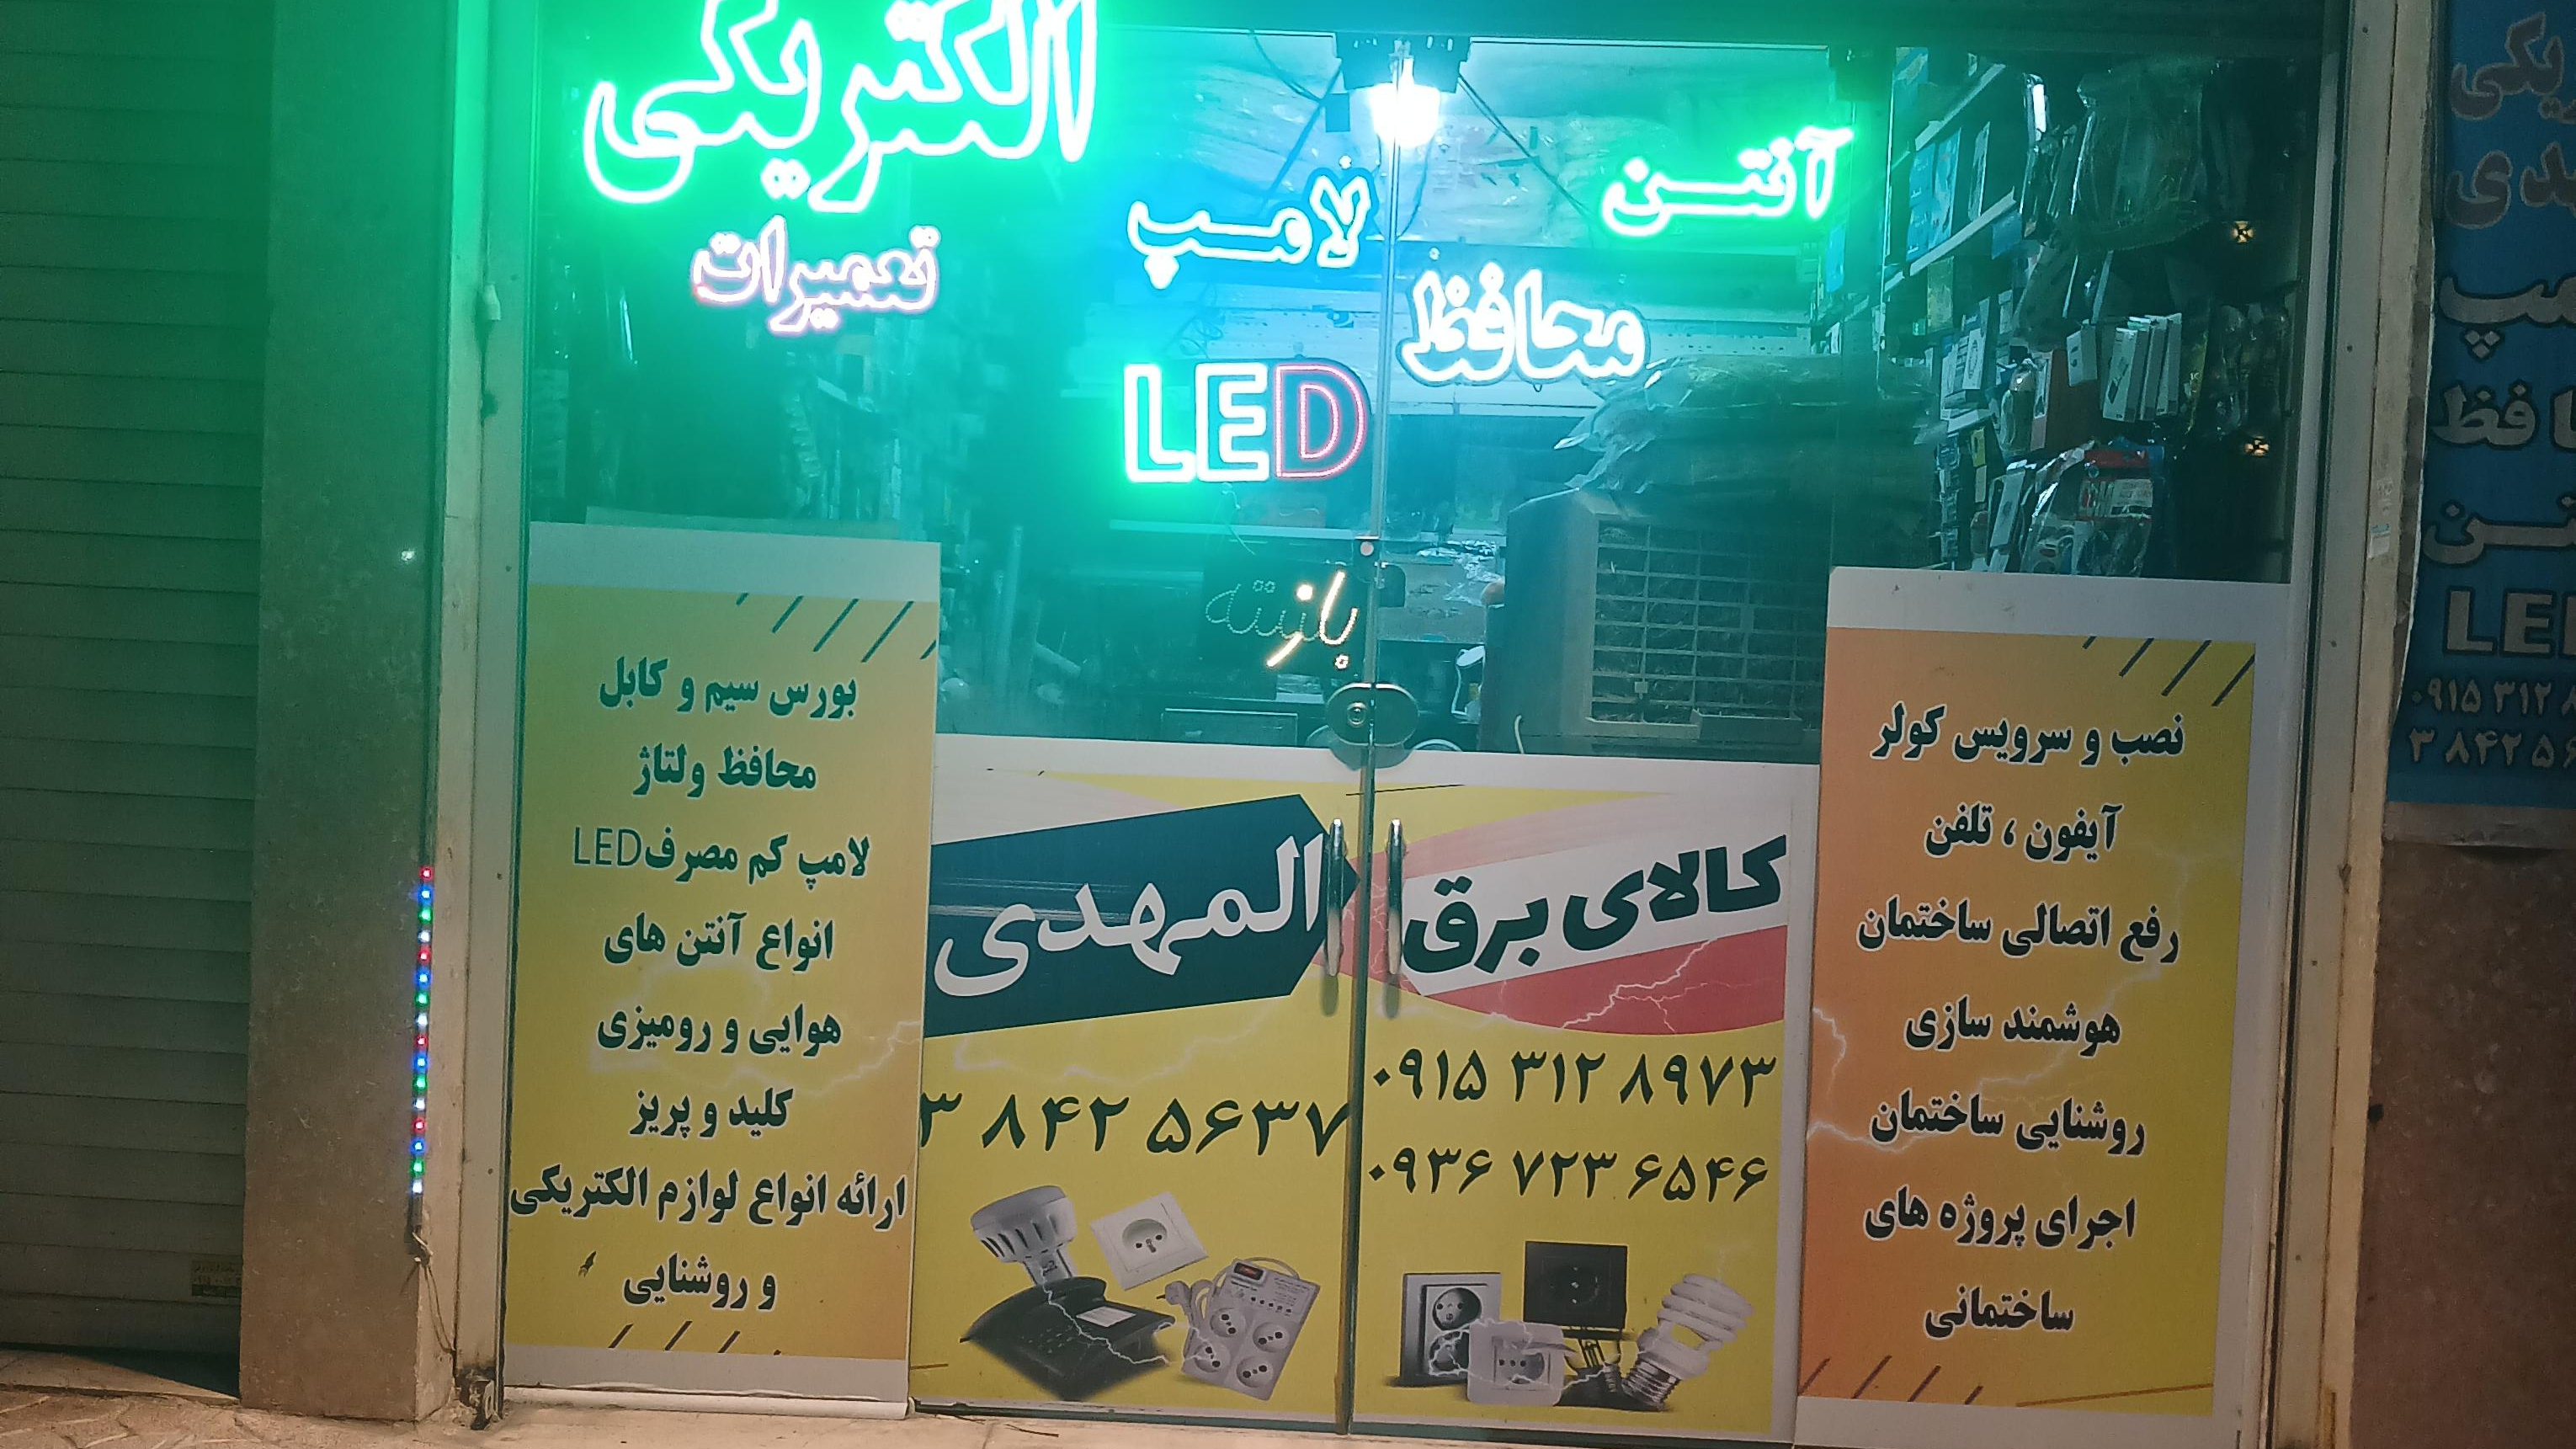 الکتریکی
تعمیرات
لامپ
LED
آنتن
محافظ
باز
بورس سیم و کابل
محافظ ولتاژ
لامپ کم مصرف LED
انواع آنتن های
هوایی و رومیزی
کلید و پریز
ارائه انواع لوازم الکتریکی
و روشنایی
کالای برق المهدی
۰۹۱۵ ۳۱۲ ۸۹۷۳
۳ ۸۴۲ ۵۶۳۷
۰۹۳۶ ۷۲۳ ۶۵۴۶
نصب و سرویس کولر
آیفون ، تلفن
رفع اتصالی ساختمان
هوشمند سازی
روشنایی ساختمان
اجرای پروژه های
ساختمانی